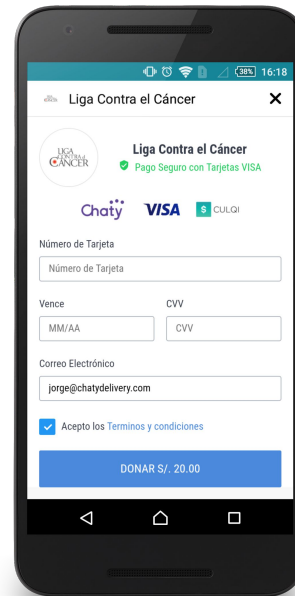 38% 16:18
Liga Contra el Cáncer
LIGA
CONTRA EL
CÁNCER
Liga Contra el Cáncer
Pago Seguro con Tarjetas VISA
Chatÿ VISA $ CULQI
Número de Tarjeta
Número de Tarjeta
Vence CVV
MM/AA CVV
Correo Electrónico
jorge@chatydelivery.com
Acepto los Terminos y condiciones
DONAR S/. 20.00